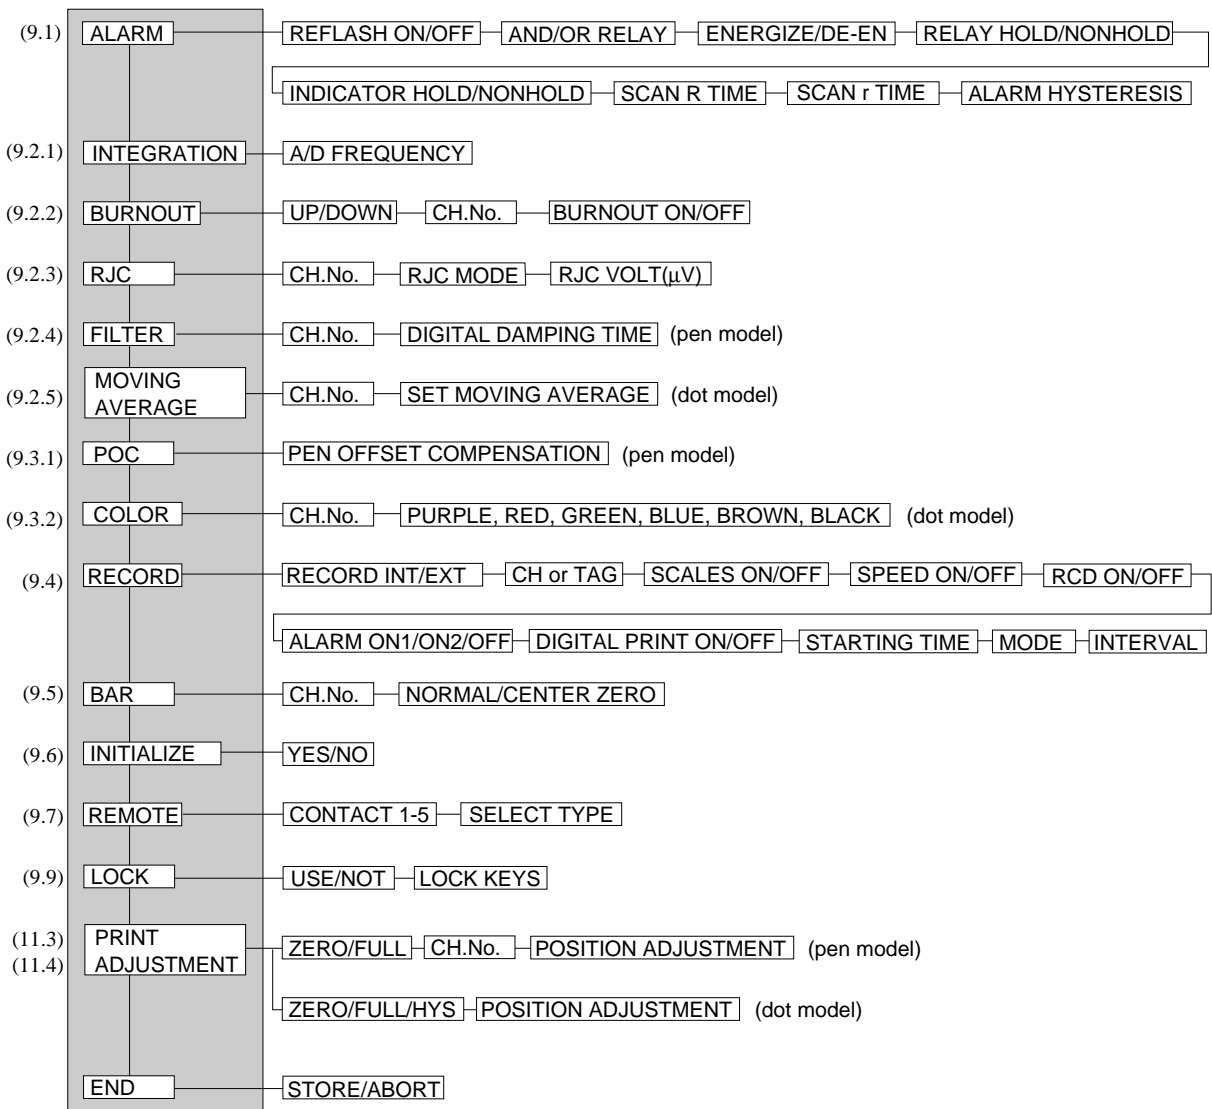 (9.1) ALARM REFLASH ON/OFF AND/OR RELAY ENERGIZE/DE-EN RELAY HOLD/NONHOLD
INDICATOR HOLD/NONHOLD SCAN R TIME SCAN r TIME ALARM HYSTERESIS
(9.2.1) INTEGRATION A/D FREQUENCY
(9.2.2) BURNOUT UP/DOWN CH.No. BURNOUT ON/OFF
(9.2.3) RJC CH.No. RJC MODE RJC VOLT(μV)
(9.2.4) FILTER CH.No. DIGITAL DAMPING TIME (pen model)
(9.2.5) MOVING
AVERAGE CH.No. SET MOVING AVERAGE (dot model)
(9.3.1) POC PEN OFFSET COMPENSATION (pen model)
(9.3.2) COLOR CH.No. PURPLE, RED, GREEN, BLUE, BROWN, BLACK (dot model)
(9.4) RECORD RECORD INT/EXT CH or TAG SCALES ON/OFF SPEED ON/OFF RCD ON/OFF
ALARM ON1/ON2/OFF DIGITAL PRINT ON/OFF STARTING TIME MODE INTERVAL
(9.5) BAR CH.No. NORMAL/CENTER ZERO
(9.6) INITIALIZE YES/NO
(9.7) REMOTE CONTACT 1-5 SELECT TYPE
(9.9) LOCK USE/NOT LOCK KEYS
(11.3) PRINT
(11.4) ADJUSTMENT ZERO/FULL CH.No. POSITION ADJUSTMENT (pen model)
ZERO/FULL/HYS POSITION ADJUSTMENT (dot model)
END STORE/ABORT